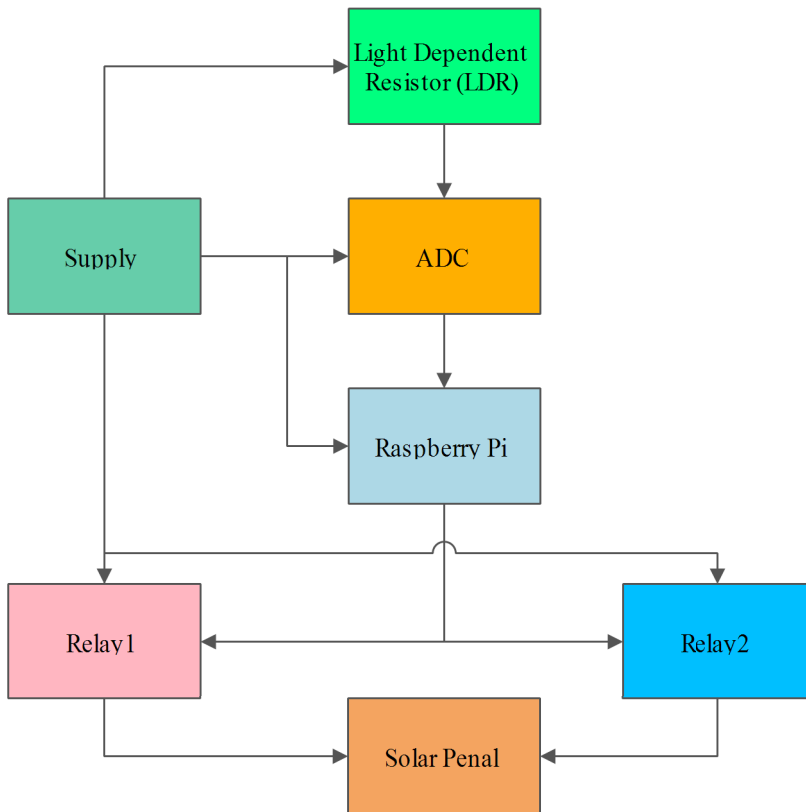 Light Dependent
Resistor (LDR)
Supply
ADC
Raspberry Pi
Relay1
Relay2
Solar Penal